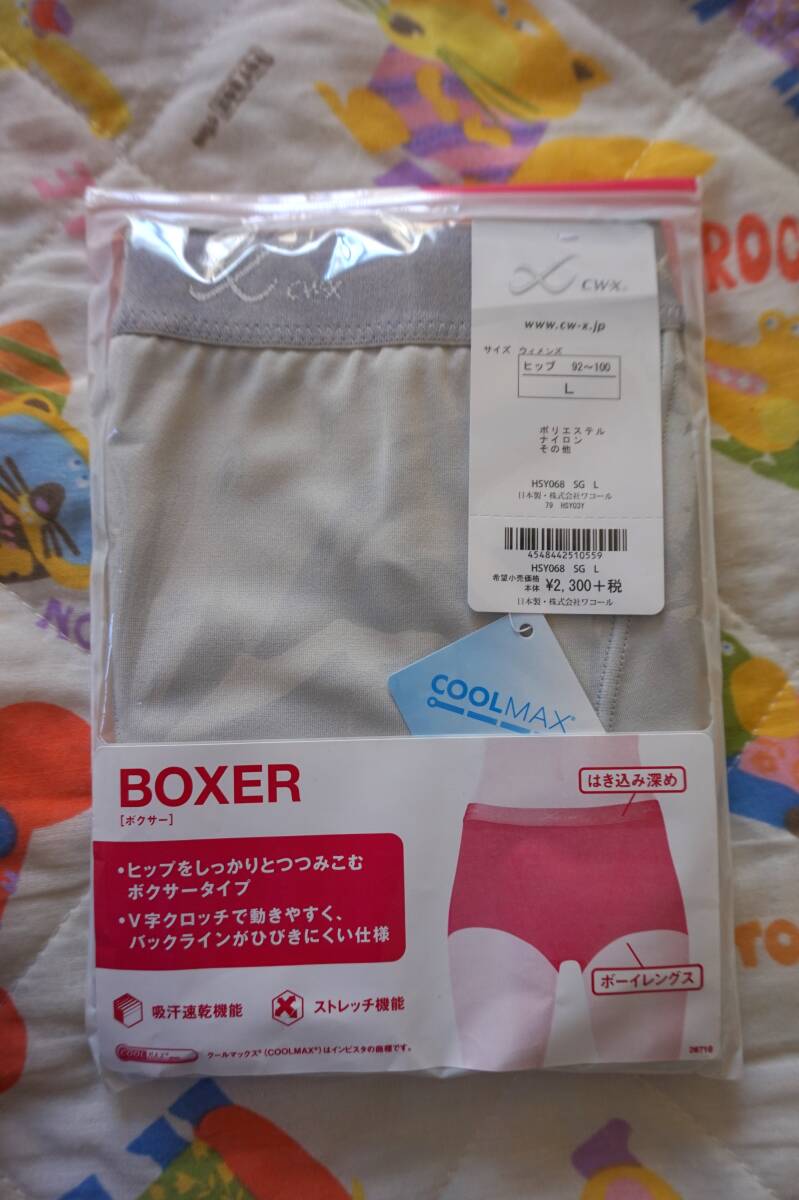 CW-X
CW-X.
www.cw-x.jp
サイズ ウィメンズ
ヒップ 92〜100
L
ポリエステル
ナイロン
その他
HSY068 SG L
日本製・株式会社ワコール
79 HSY03Y
4548442510559
HSY068 SG L
希望小売価格
本体 ¥2,300+税
日本製・株式会社ワコール
COOLMAX®
BOXER
[ボクサー]
はき込み深め
・ヒップをしっかりとつつみこむ
ボクサータイプ
・V字クロッチで動きやすく、
バックラインがひびきにくい仕様
ボーイレングス
吸汗速乾機能
ストレッチ機能
COOLMAX
クールマックス®(COOLMAX®)はインビスタの商標です。
ROO
NO
TO